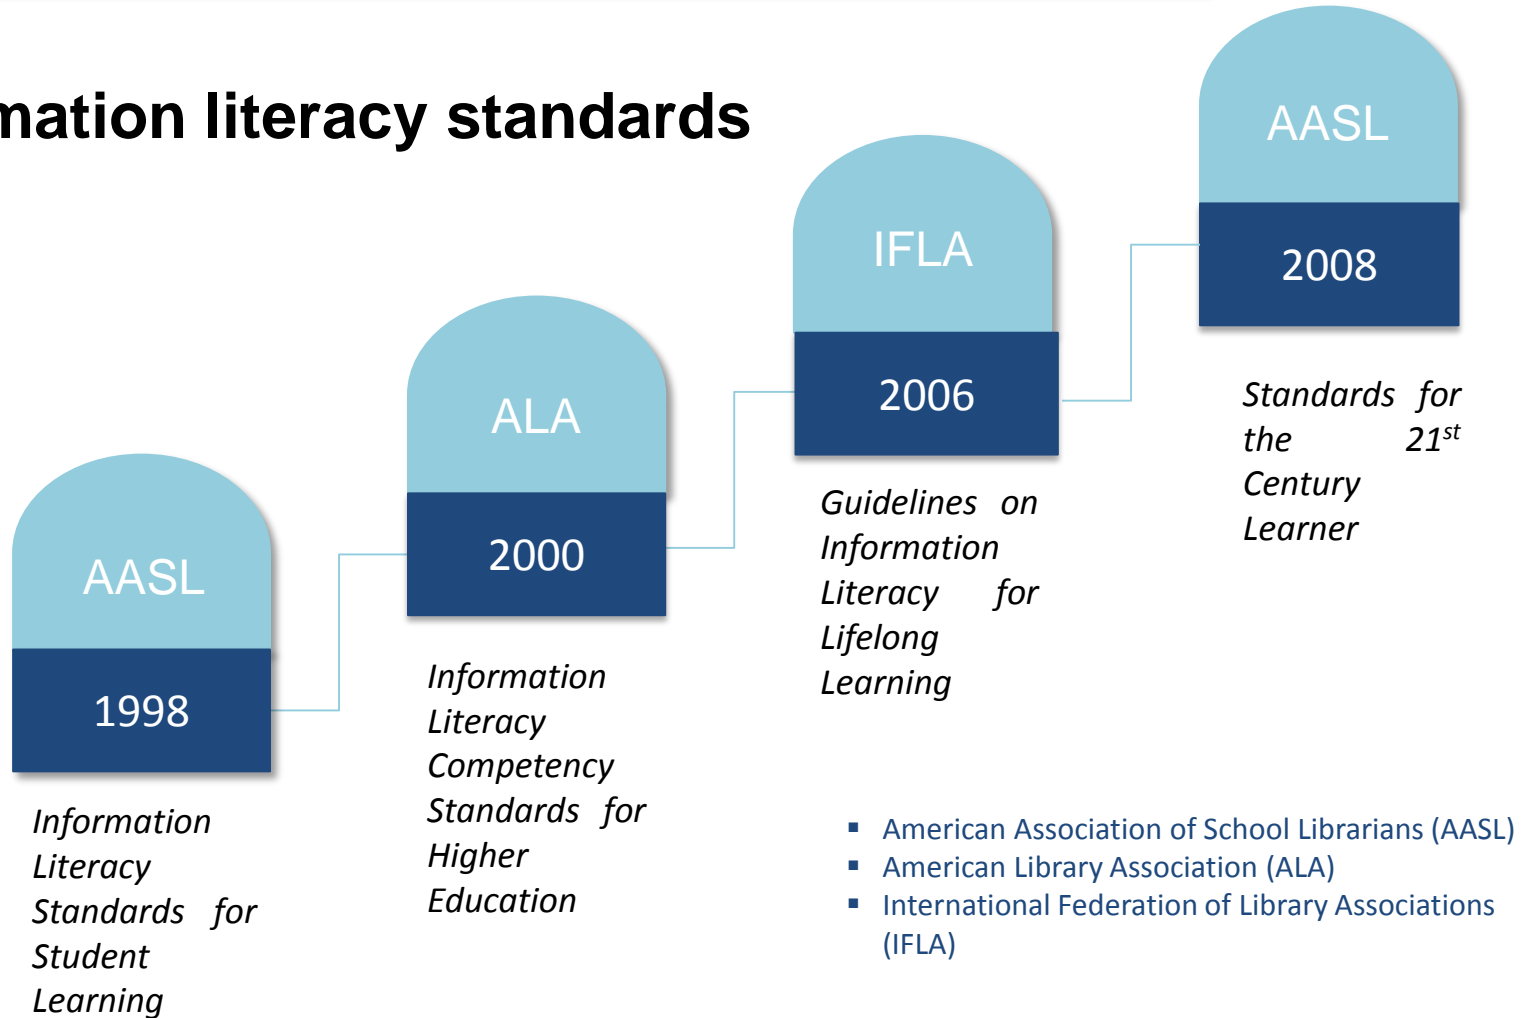 mation literacy standards
AASL
2008
Standards for
the 21st
Century
Learner
IFLA
2006
Guidelines on
Information
Literacy for
Lifelong
Learning
ALA
2000
Information
Literacy
Competency
Standards for
Higher
Education
AASL
1998
Information
Literacy
Standards for
Student
Learning
▪ American Association of School Librarians (AASL)
▪ American Library Association (ALA)
▪ International Federation of Library Associations
(IFLA)